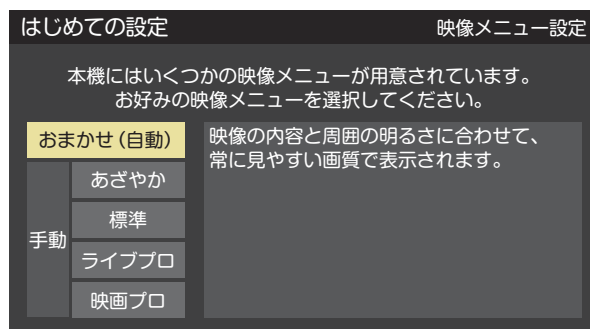 はじめての設定
映像メニュー設定
本機にはいくつかの映像メニューが用意されています。
お好みの映像メニューを選択してください。
おまかせ(自動)
映像の内容と周囲の明るさに合わせて、
常に見やすい画質で表示されます。
手動
あざやか
標準
ライブプロ
映画プロ